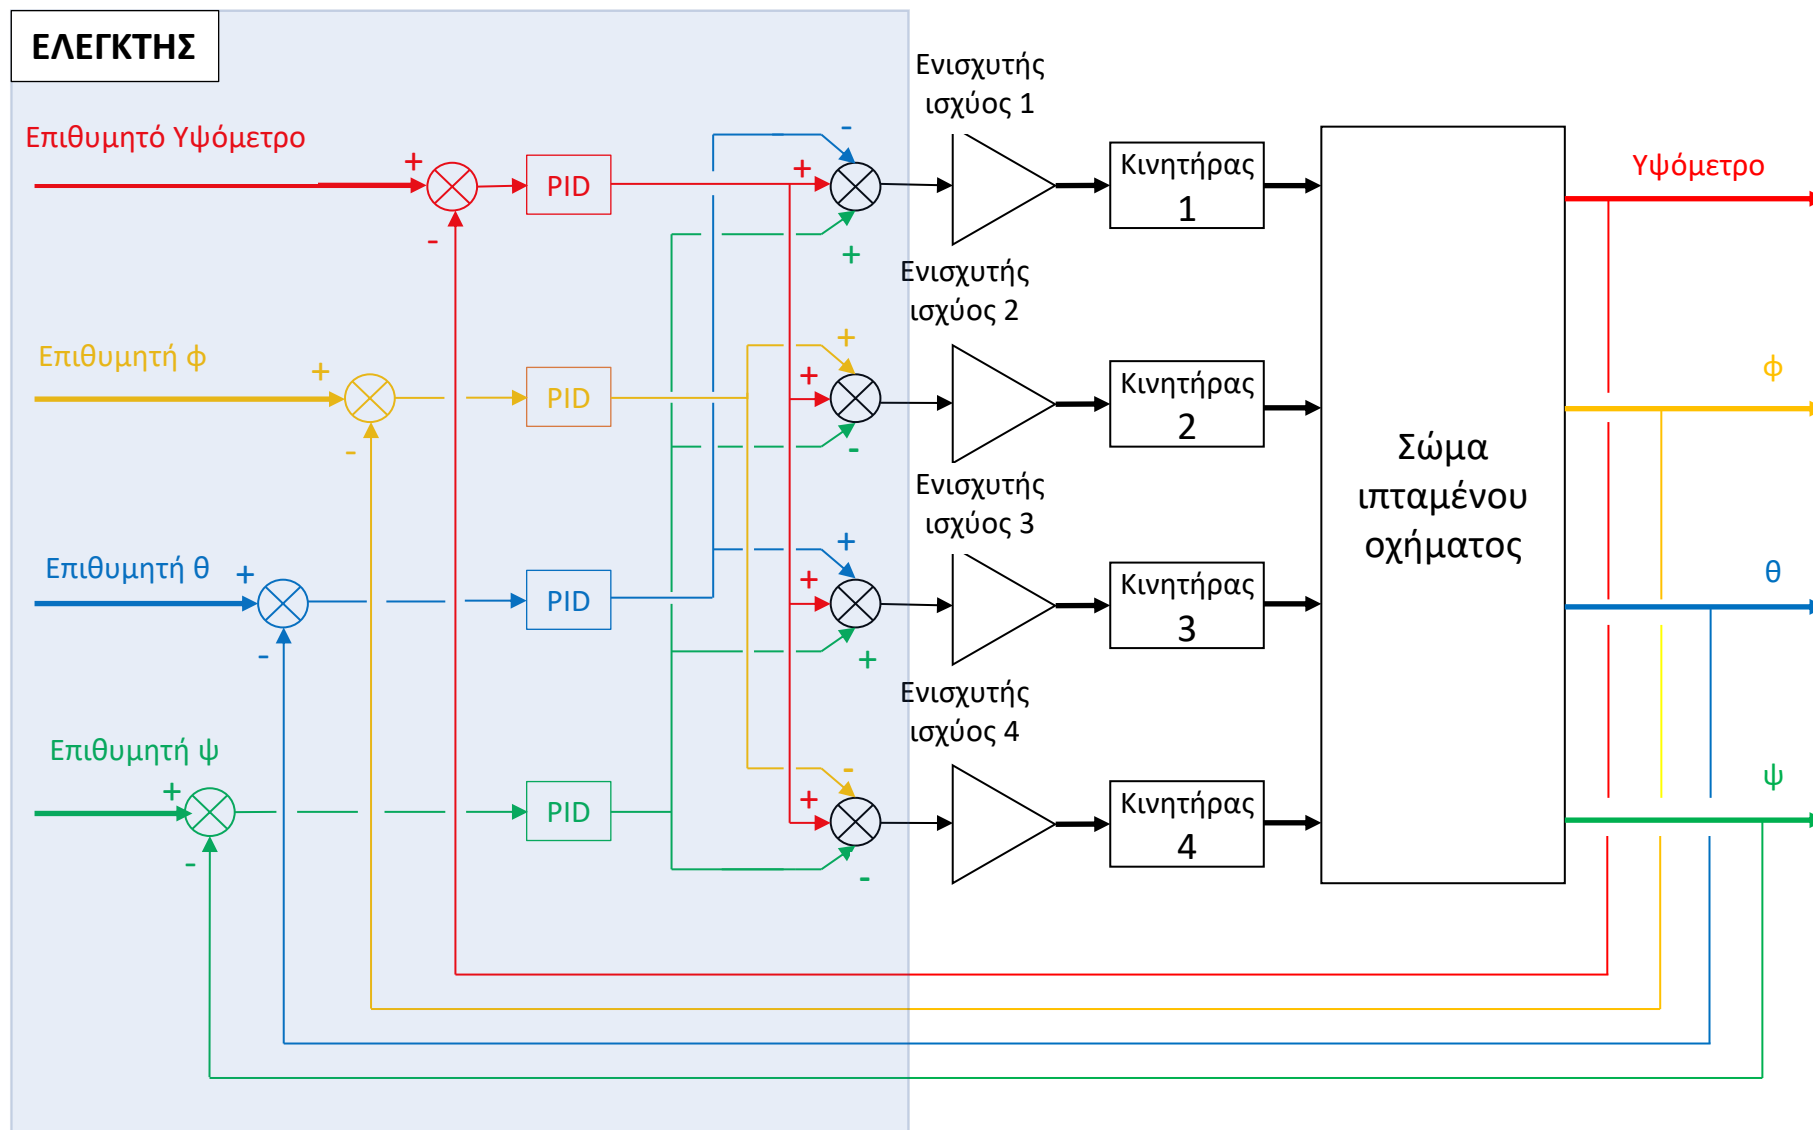 ΕΛΕΓΚΤΗΣ
Ενισχυτής
ισχύος 1
Επιθυμητό Υψόμετρο
+
-
PID
+
-
+
Κινητήρας
1
Υψόμετρο
Ενισχυτής
ισχύος 2
Επιθυμητή φ
+
-
PID
+
+
-
Κινητήρας
2
φ
Σώμα
ιπταμένου
οχήματος
Ενισχυτής
ισχύος 3
Επιθυμητή θ
+
-
PID
+
+
+
Κινητήρας
3
θ
Ενισχυτής
ισχύος 4
Επιθυμητή ψ
+
-
PID
-
+
-
Κινητήρας
4
ψ